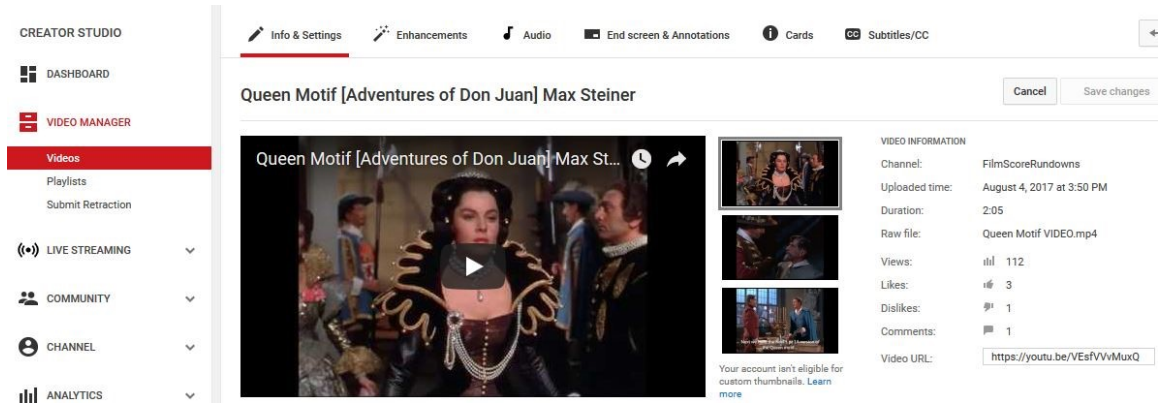 CREATOR STUDIO
DASHBOARD
VIDEO MANAGER
Videos
Playlists
Submit Retraction
LIVE STREAMING
COMMUNITY
CHANNEL
ANALYTICS
Info & Settings
Enhancements
Audio
End screen & Annotations
Cards
CC Subtitles/CC
Queen Motif [Adventures of Don Juan] Max Steiner
Cancel
Save changes
Queen Motif [Adventures of Don Juan] Max St...
Your account isn't eligible for
custom thumbnails. Learn
more
VIDEO INFORMATION
Channel: FilmScoreRundowns
Uploaded time: August 4, 2017 at 3:50 PM
Duration: 2:05
Raw file: Queen Motif VIDEO.mp4
Views: 112
Likes: 3
Dislikes: 1
Comments: 1
Video URL: https://youtu.be/VEsfVVvMuxQ